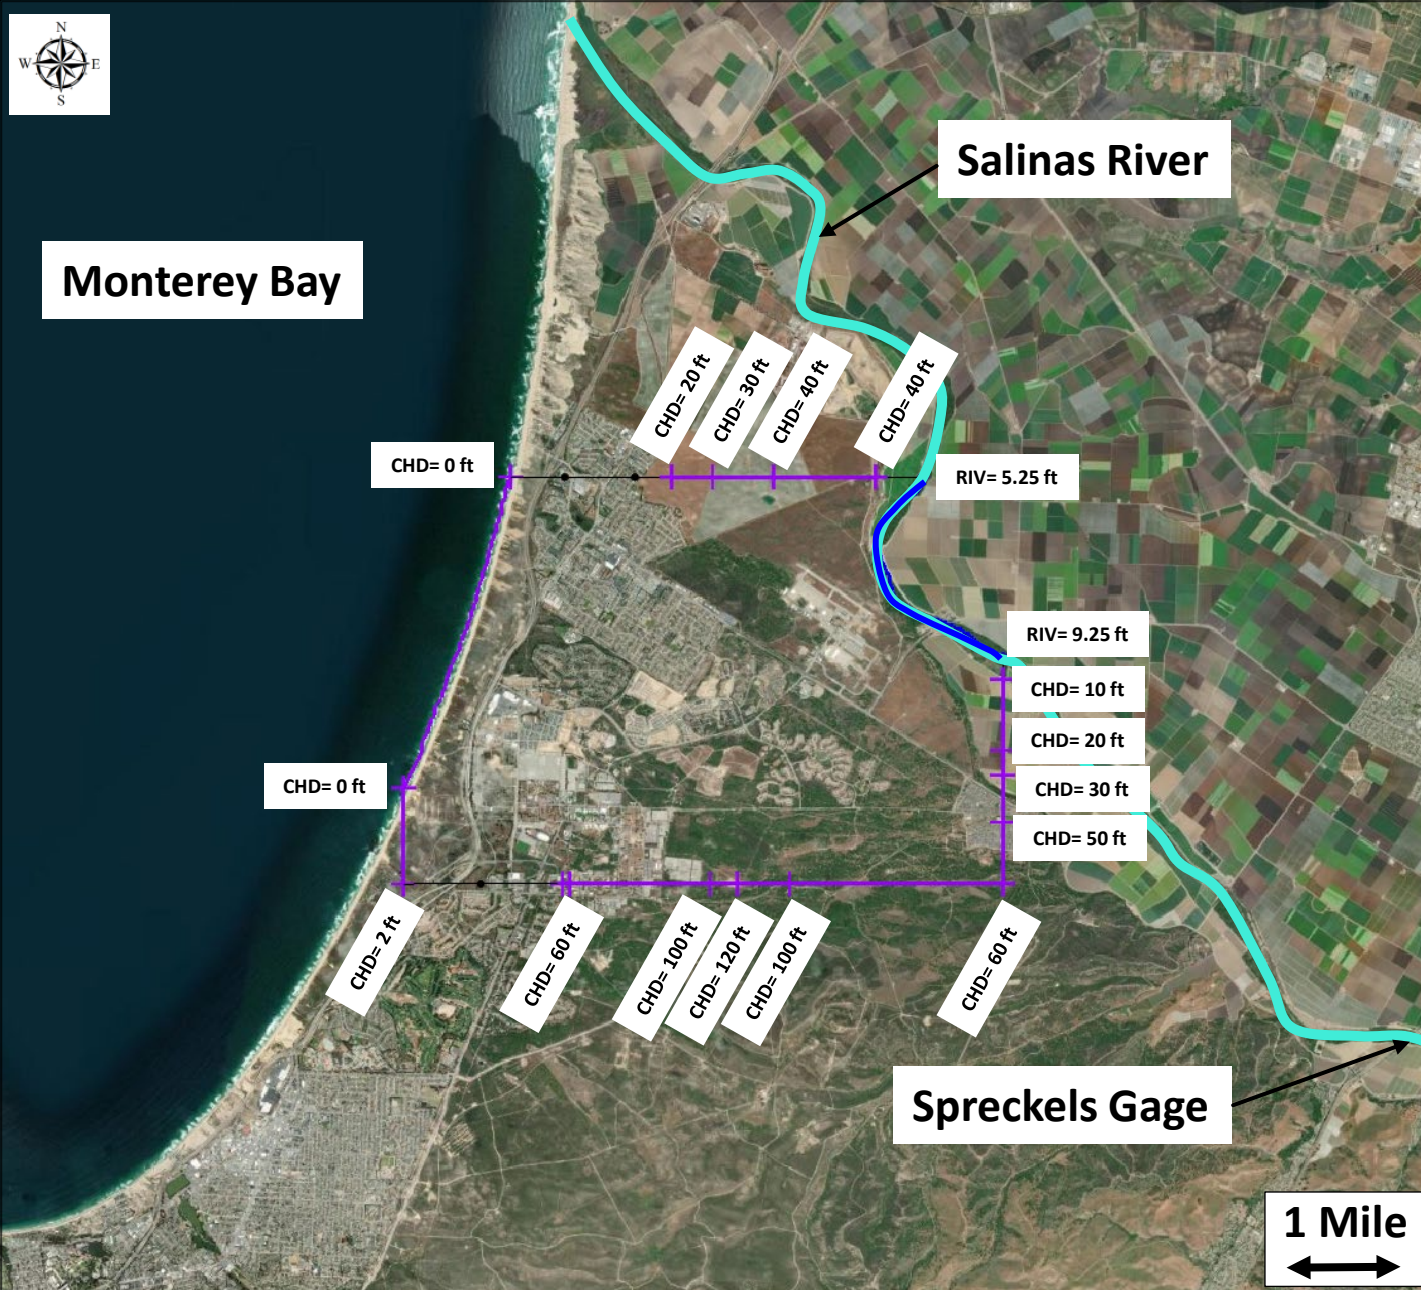 N
W E
S
Salinas River
Monterey Bay
CHD= 20 ft
CHD= 30 ft
CHD= 40 ft
CHD= 40 ft
CHD= 0 ft
RIV= 5.25 ft
RIV= 9.25 ft
CHD= 10 ft
CHD= 20 ft
CHD= 0 ft
CHD= 30 ft
CHD= 50 ft
CHD= 2 ft
CHD= 60 ft
CHD= 100 ft
CHD= 120 ft
CHD= 100 ft
CHD= 60 ft
Spreckels Gage
1 Mile